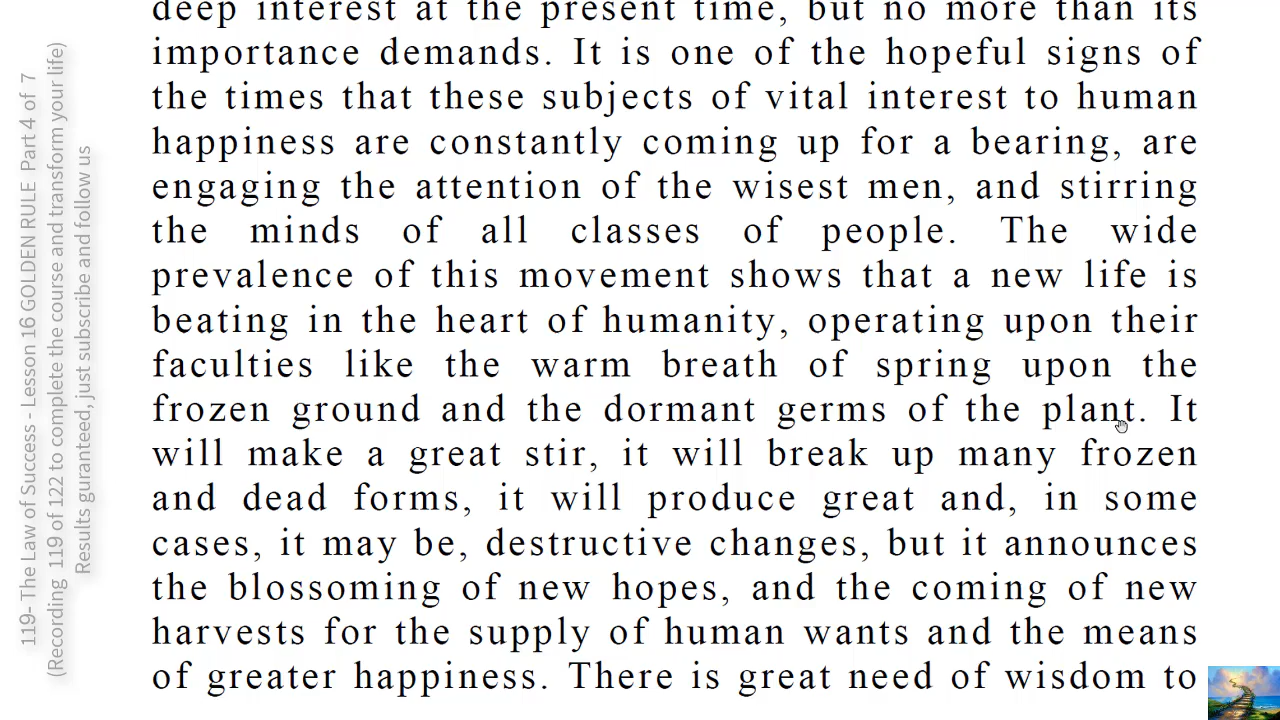 deep interest at the present time, but no more than its
importance demands. It is one of the hopeful signs of
the times that these subjects of vital interest to human
happiness are constantly coming up for a bearing, are
engaging the attention of the wisest men, and stirring
the minds of all classes of people. The wide
prevalence of this movement shows that a new life is
beating in the heart of humanity, operating upon their
faculties like the warm breath of spring upon the
frozen ground and the dormant germs of the plant. It
will make a great stir, it will break up many frozen
and dead forms, it will produce great and, in some
cases, it may be, destructive changes, but it announces
the blossoming of new hopes, and the coming of new
harvests for the supply of human wants and the means
of greater happiness. There is great need of wisdom to
119- The Law of Success - Lesson 16 GOLDEN RULE Part 4 of 7
(Recording 119 of 122 to complete the course and transform your life)
Results guranteed, just subscribe and follow us